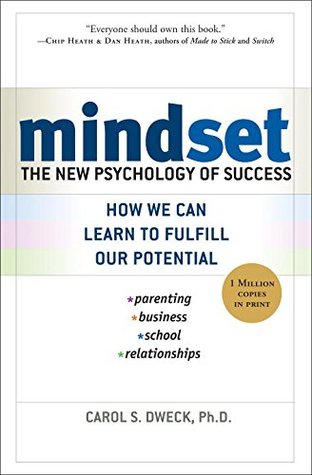 "Everyone should own this book."
—CHIP HEATH & DAN HEATH, authors of Made to Stick and Switch
mindset
THE NEW PSYCHOLOGY OF SUCCESS
HOW WE CAN
LEARN TO FULFILL
OUR POTENTIAL
*parenting
*business
*school
*relationships
1 MILLION
COPIES
IN PRINT
CAROL S. DWECK, Ph.D.